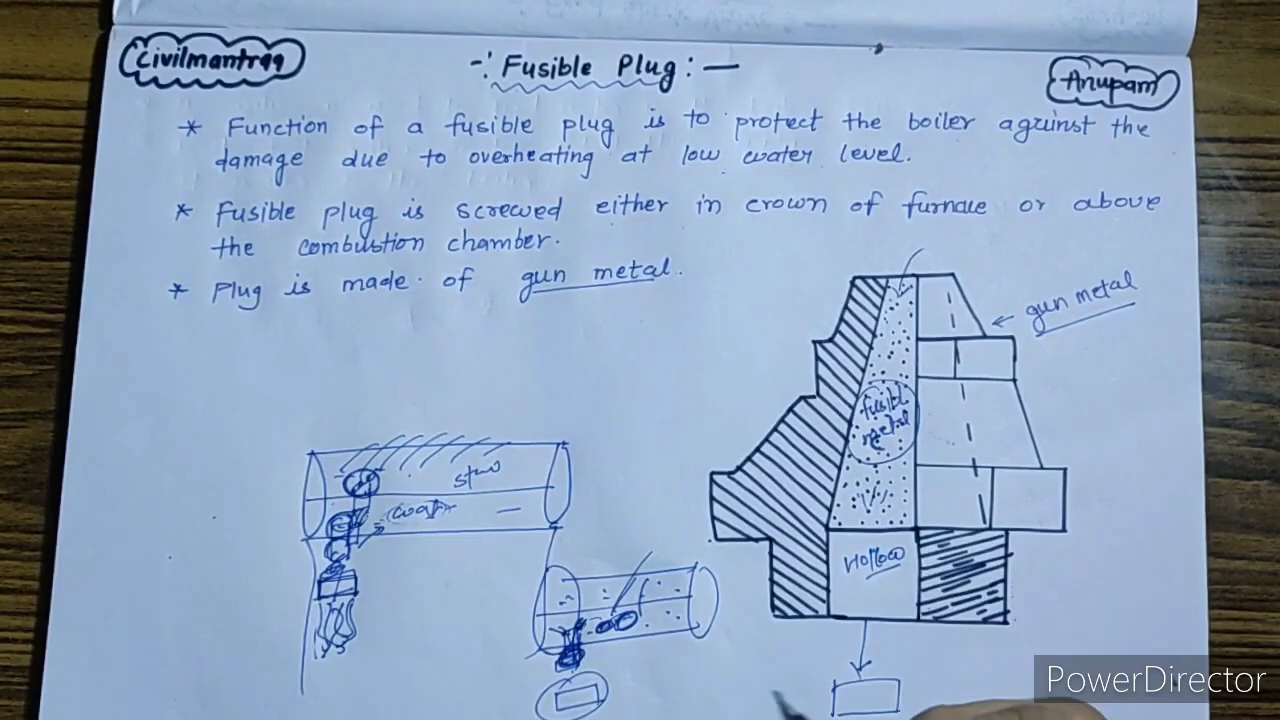 Civilmantraa
-: Fusible Plug: —
Anupam
* Function of a fusible plug is to protect the boiler against the
damage due to overheating at low water level.
* Fusible plug is screwed either in crown of furnace or above
the combustion chamber.
* Plug is made of gun metal.
gun metal
fusible
metal
Hollow
water
PowerDirector